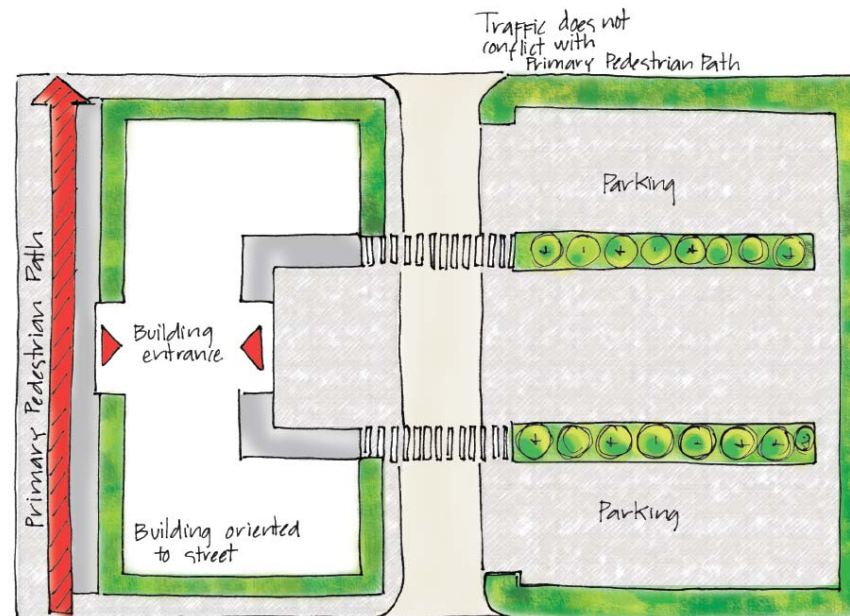 Traffic does not
conflict with
Primary Pedestrian Path
Parking
Primary Pedestrian Path
Building
entrance
Building oriented
to street
Parking